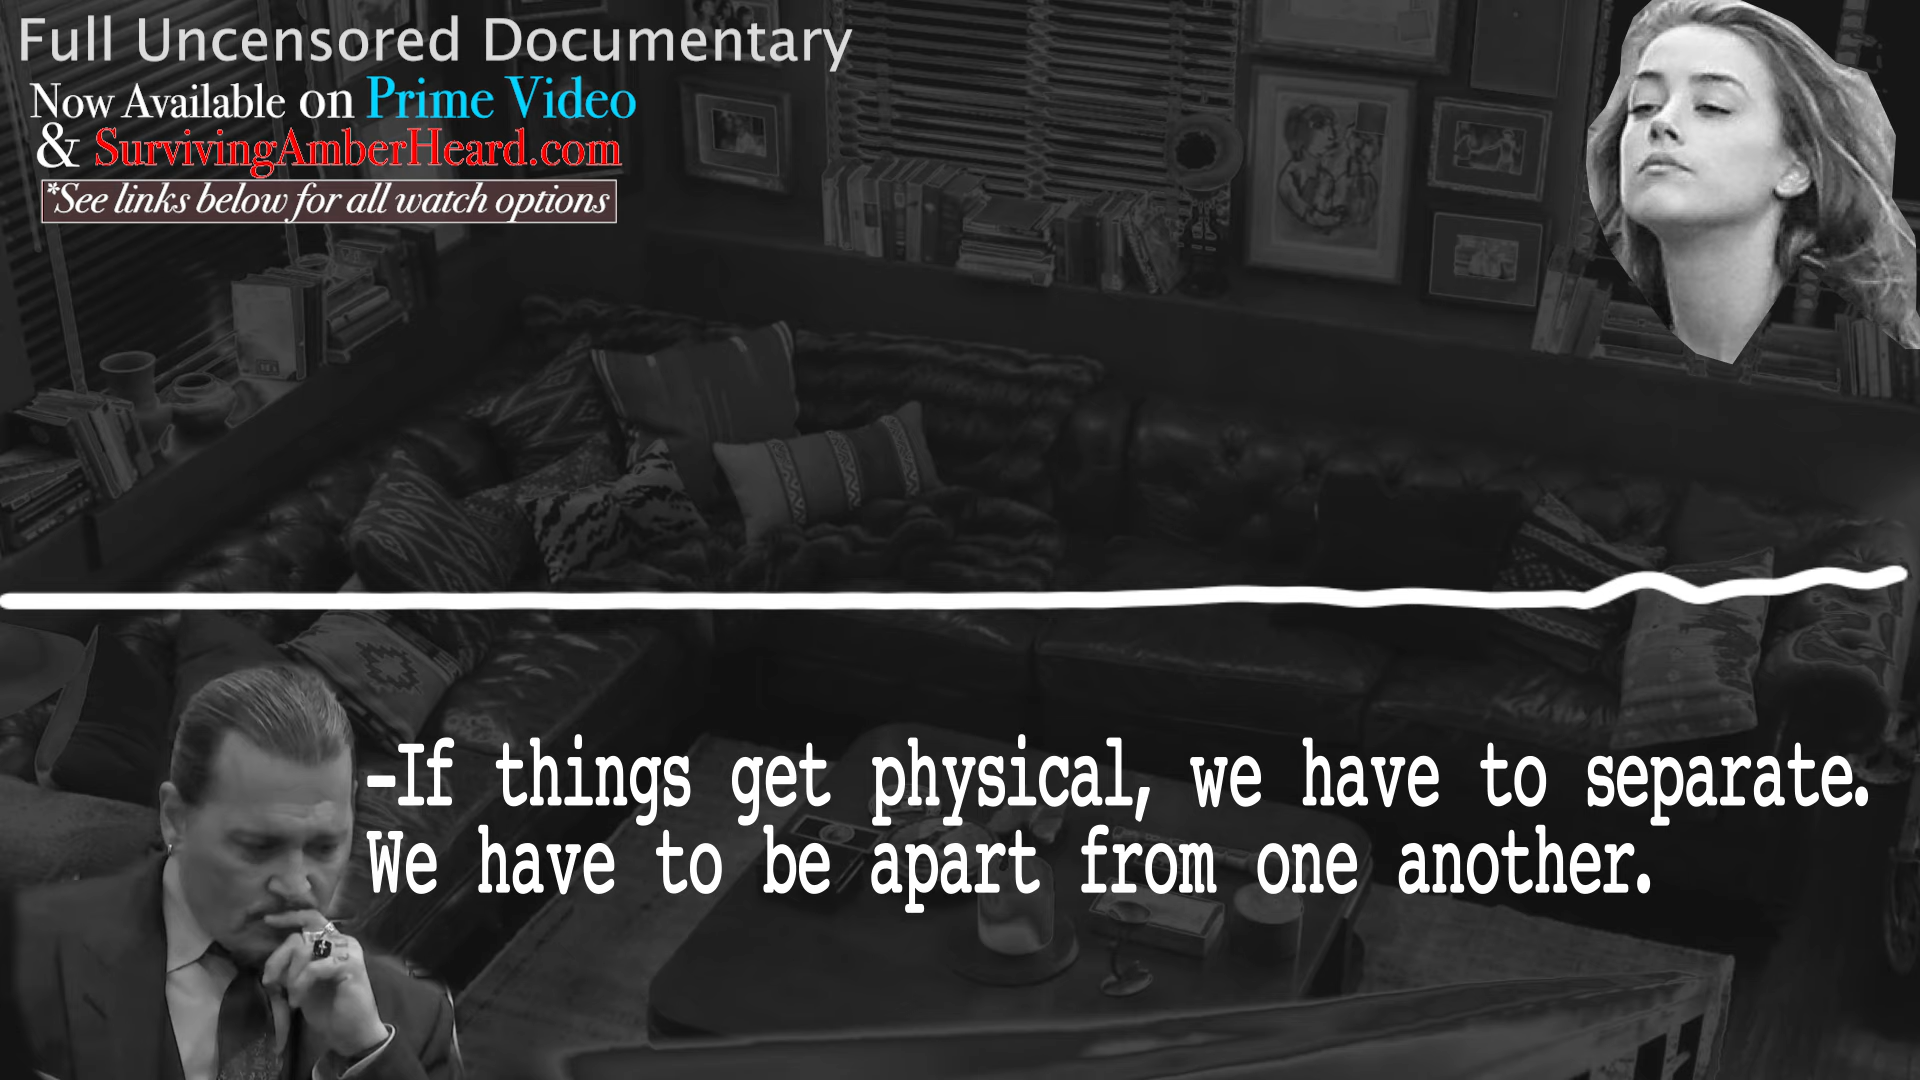 Full Uncensored Documentary
Now Available on Prime Video
& SurvivingAmberHeard.com
*See links below for all watch options
-If things get physical, we have to separate.
We have to be apart from one another.